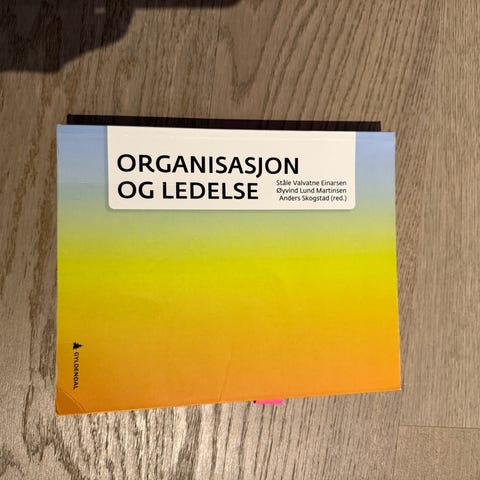 ORGANISASJON
OG LEDELSE
Ståle Valvatne Einarsen
Øyvind Lund Martinsen
Anders Skogstad (red.)
GYLDENDAL